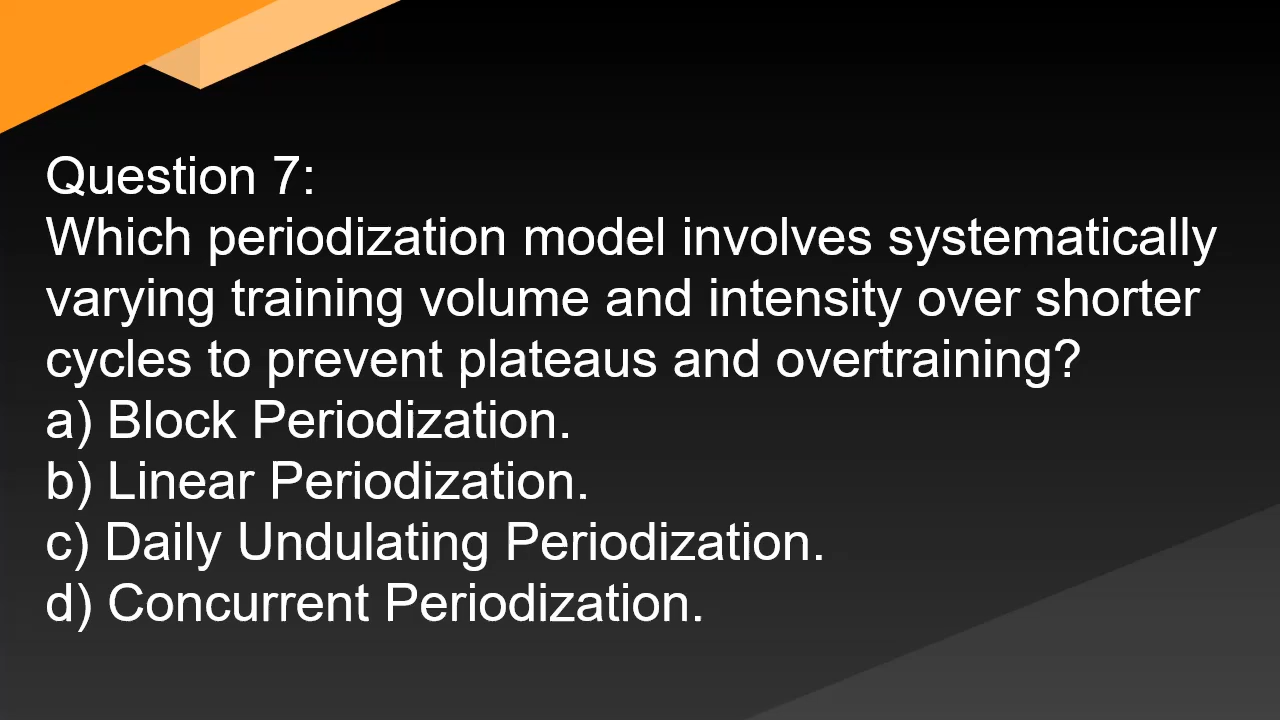 Question 7:
Which periodization model involves systematically
varying training volume and intensity over shorter
cycles to prevent plateaus and overtraining?
a) Block Periodization.
b) Linear Periodization.
c) Daily Undulating Periodization.
d) Concurrent Periodization.